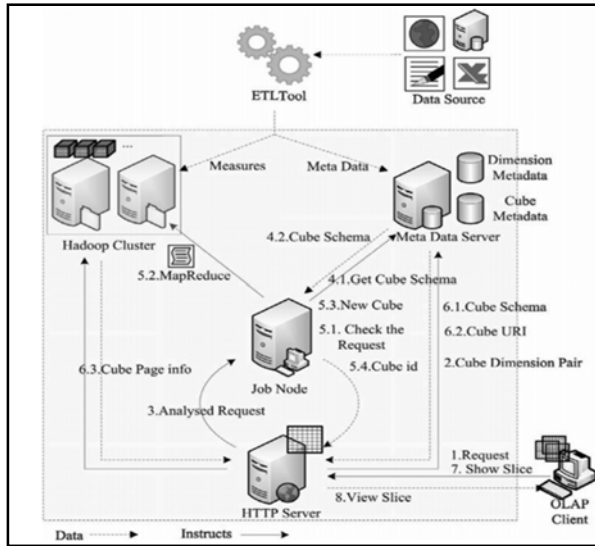 ETLTool
Data Source
Measures
Meta Data
...
Dimension
Metadata
Cube
Metadata
Hadoop Cluster
Meta Data Server
4.2.Cube Schema
5.2.MapReduce
4.1.Get Cube Schema
5.3.New Cube
5.1. Check the
Request
6.1.Cube Schema
6.2.Cube URI
2.Cube Dimension Pair
6.3.Cube Page info
Job Node
5.4.Cube id
3.Analysed Request
1.Request
7. Show Slice
HTTP Server
8.View Slice
OLAP
Client
Data
Instructs